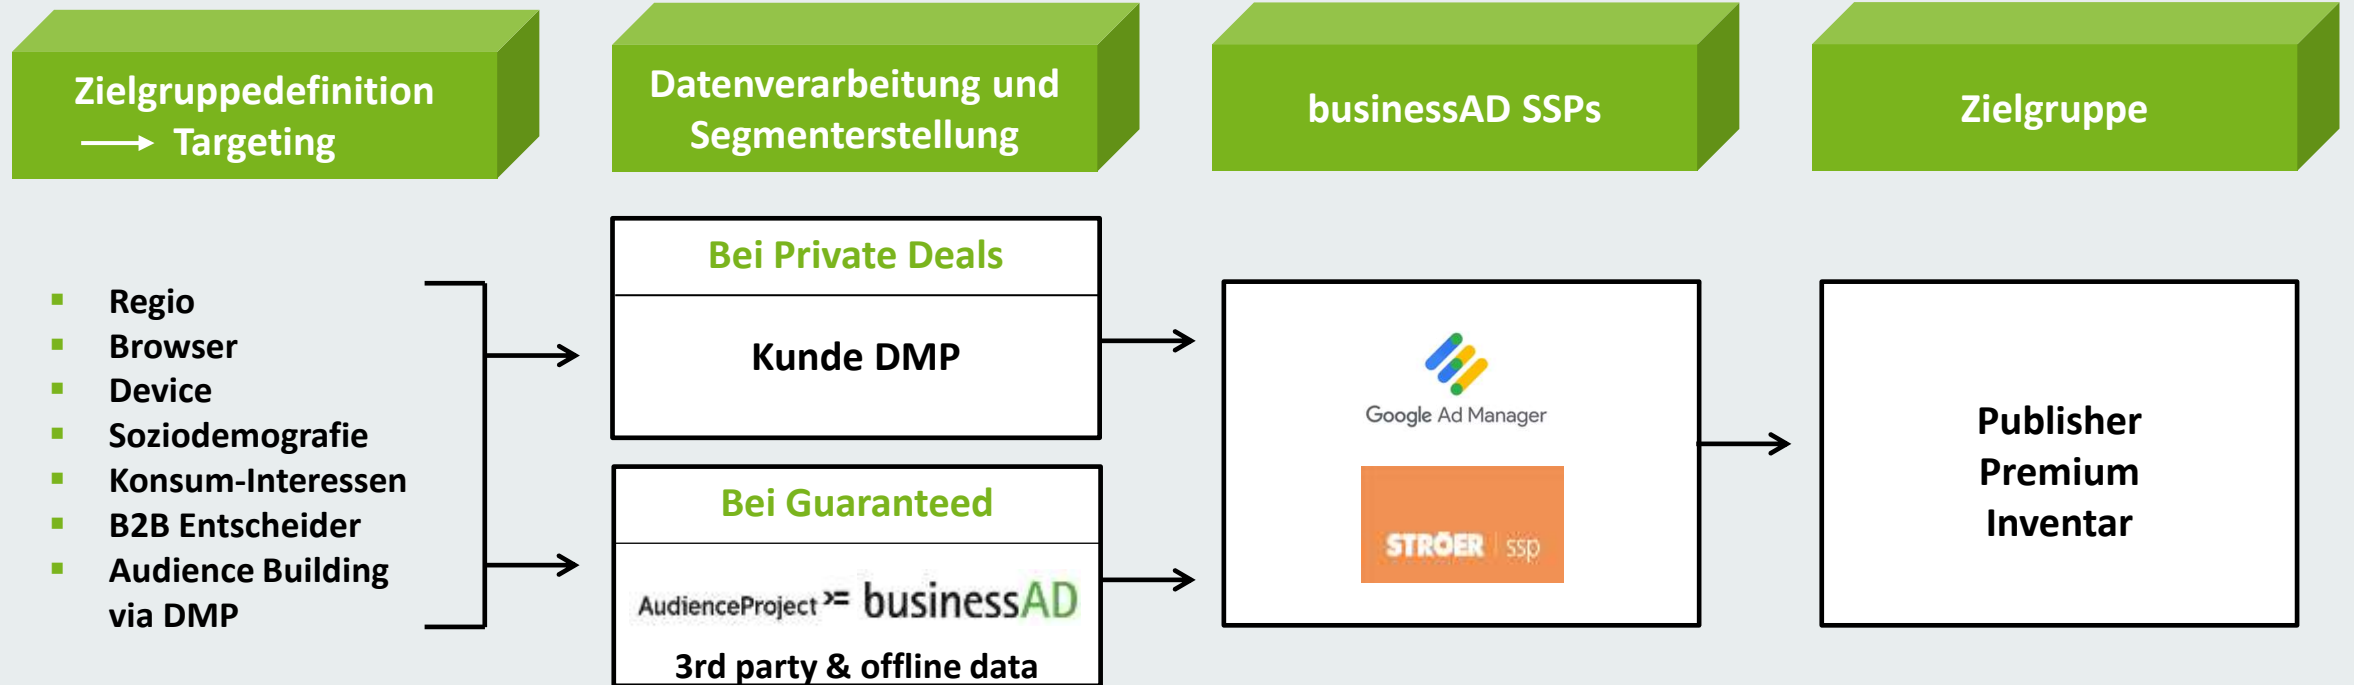 Zielgruppedefinition
→ Targeting
Datenverarbeitung und
Segmenterstellung
businessAD SSPs
Zielgruppe
▪ Regio
▪ Browser
▪ Device
▪ Soziodemografie
▪ Konsum-Interessen
▪ B2B Entscheider
▪ Audience Building
via DMP
Bei Private Deals
Kunde DMP
Bei Guaranteed
AudienceProject businessAD
3rd party & offline data
Google Ad Manager
STRÖER | ssp
Publisher
Premium
Inventar